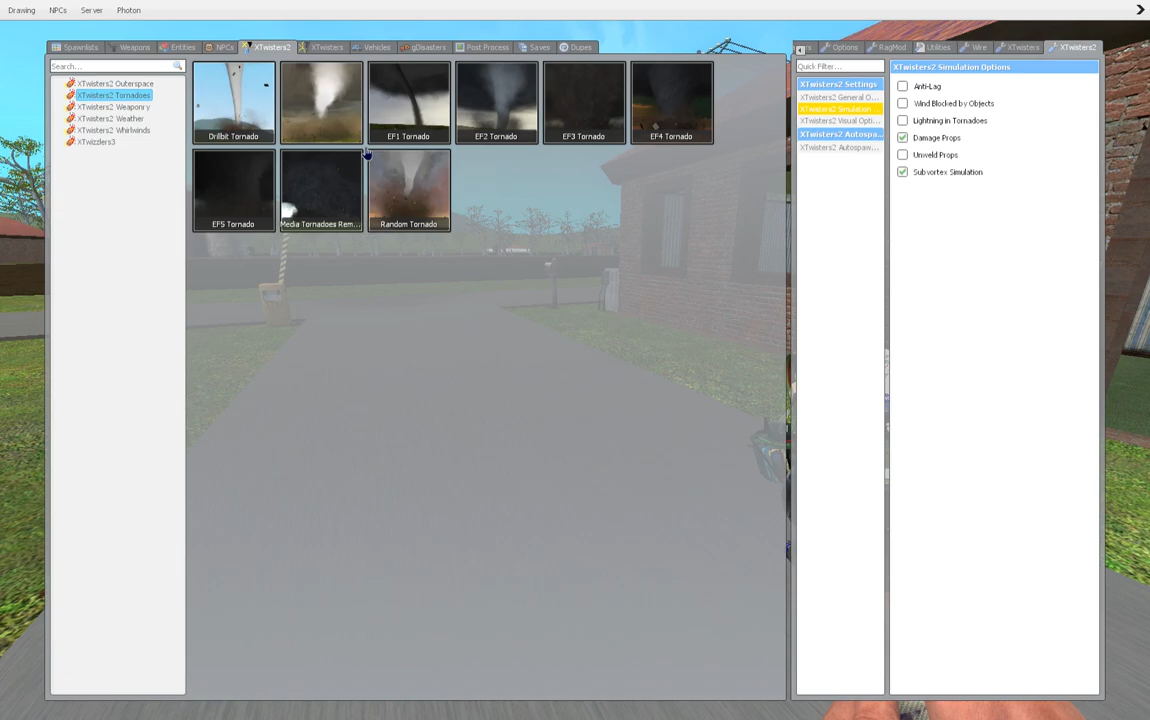 Drawing NPCs Server Photon
Spawnlists Weapons Entities NPCs XTwisters2 XTwisters Vehicles gDisasters Post Process Saves Dupes
Options RagMod Utilities Wire XTwisters XTwisters2
Search...
XTwisters2 Outerspace
XTwisters2 Tornadoes
XTwisters2 Weaponry
XTwisters2 Weather
XTwisters2 Whirlwinds
XTwizzlers3
Drillbit Tornado
EF1 Tornado
EF2 Tornado
EF3 Tornado
EF4 Tornado
EF5 Tornado
Media Tornadoes Rem...
Random Tornado
Quick Filter...
XTwisters2 Settings
XTwisters2 General O...
XTwisters2 Simulation
XTwisters2 Visual Opti...
XTwisters2 Autospa...
XTwisters2 Autospaw...
XTwisters2 Simulation Options
Anti-Lag
Wind Blocked by Objects
Lightning in Tornadoes
Damage Props
Unweld Props
Subvortex Simulation